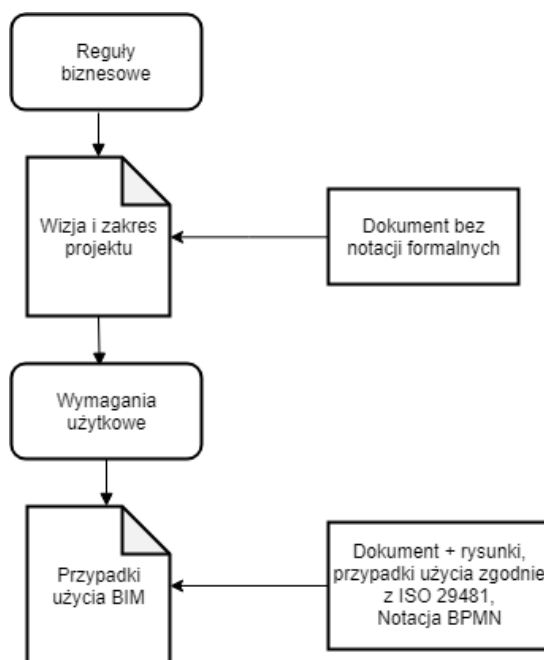 Reguły
biznesowe
Wizja i zakres
projektu
Dokument bez
notacji formalnych
Wymagania
użytkowe
Przypadki
użycia BIM
Dokument + rysunki,
przypadki użycia zgodnie
z ISO 29481,
Notacja BPMN